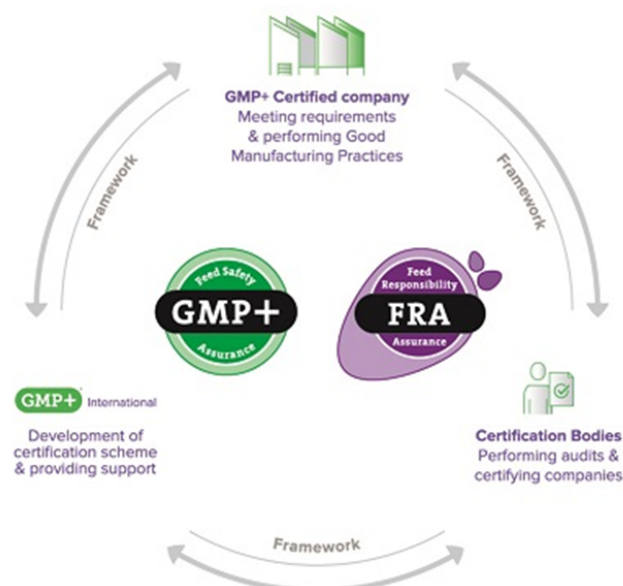 GMP+ Certified company
Meeting requirements
& performing Good
Manufacturing Practices
Framework
Framework
Feed Safety
GMP+
Assurance
Feed
Responsibility
FRA
Assurance
GMP+ International
Development of
certification scheme
& providing support
Certification Bodies
Performing audits &
certifying companies
Framework